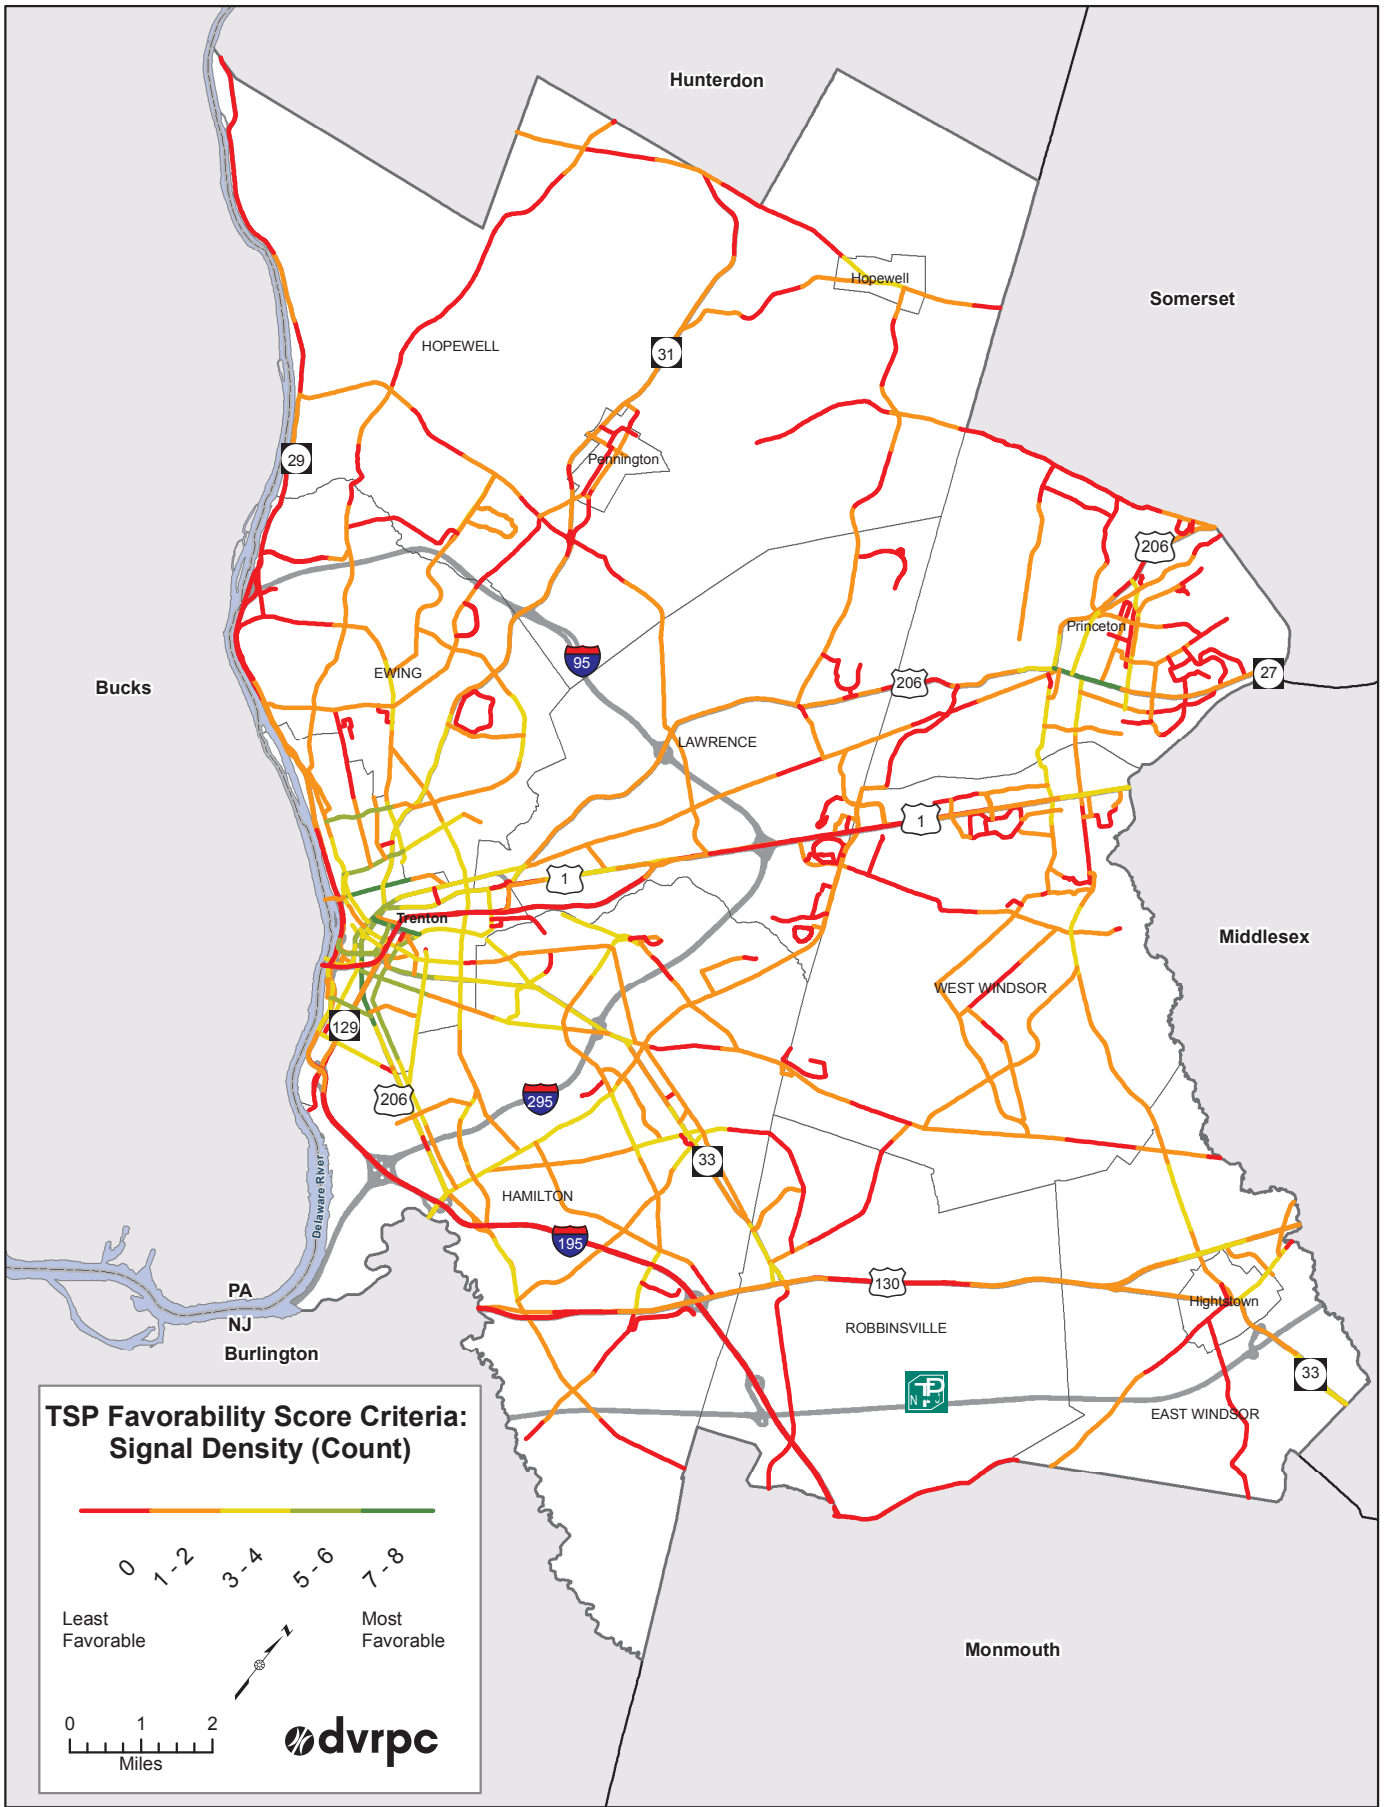 Hunterdon
Somerset
Hopewell
HOPEWELL
31
29
Pennington
206
Princeton
27
95
EWING
Bucks
206
LAWRENCE
1
1
Trenton
Middlesex
WEST WINDSOR
129
206
295
33
HAMILTON
Delaware River
195
130
PA
NJ
Burlington
Hightstown
ROBBINSVILLE
33
N TP J
EAST WINDSOR
TSP Favorability Score Criteria:
Signal Density (Count)
0
1 - 2
3 - 4
5 - 6
7 - 8
Least
Favorable
Most
Favorable
N
0 1 2
Miles
dvrpc
Monmouth